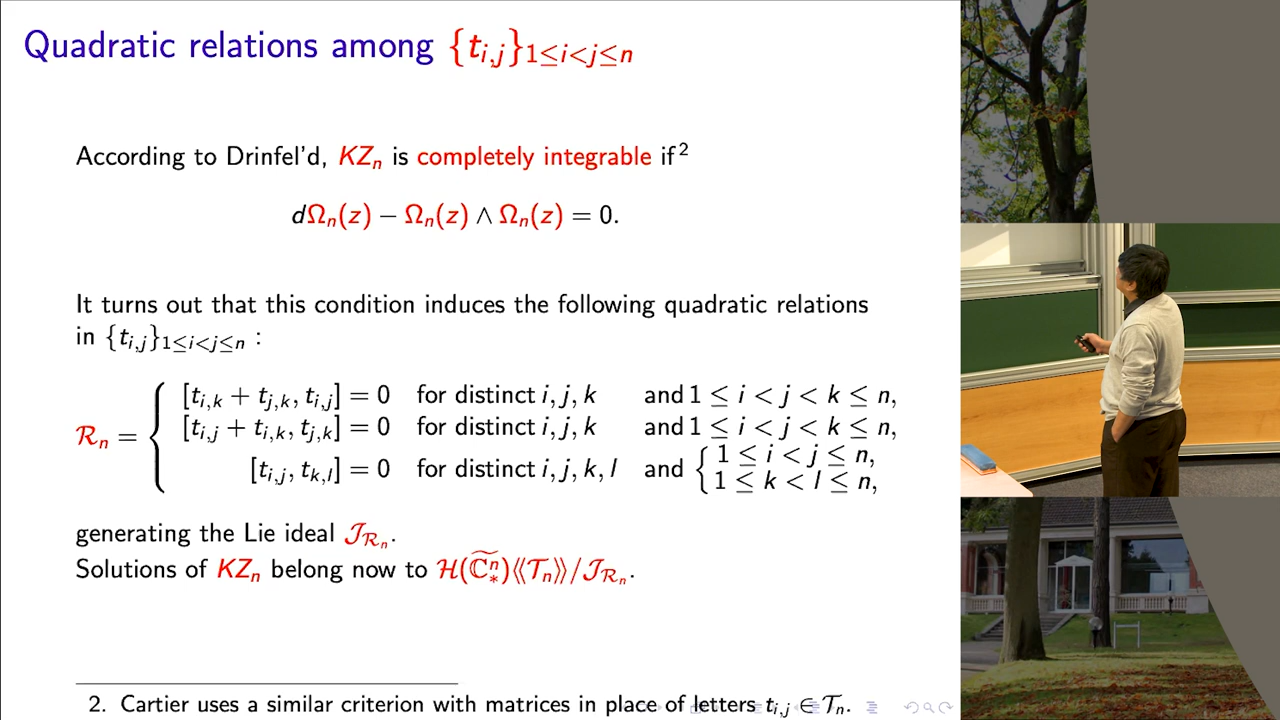 Quadratic relations among {t_{i,j}}_{1≤i<j≤n}
According to Drinfel'd, KZ_n is completely integrable if ²
dΩ_n(z) − Ω_n(z) ∧ Ω_n(z) = 0.
It turns out that this condition induces the following quadratic relations
in {t_{i,j}}_{1≤i<j≤n} :
[t_{i,k} + t_{j,k}, t_{i,j}] = 0 for distinct i, j, k and 1 ≤ i < j < k ≤ n,
[t_{i,j} + t_{i,k}, t_{j,k}] = 0 for distinct i, j, k and 1 ≤ i < j < k ≤ n,
ℛ_n = { [t_{i,j}, t_{k,l}] = 0 for distinct i, j, k, l and { 1 ≤ i < j ≤ n,
1 ≤ k < l ≤ n,
generating the Lie ideal 𝒥_{ℛ_n}.
Solutions of KZ_n belong now to ℋ(\widetilde{ℂ_*^n})⟪𝒯_n⟫/𝒥_{ℛ_n}.
2. Cartier uses a similar criterion with matrices in place of letters t_{i,j} ∈ 𝒯_n.